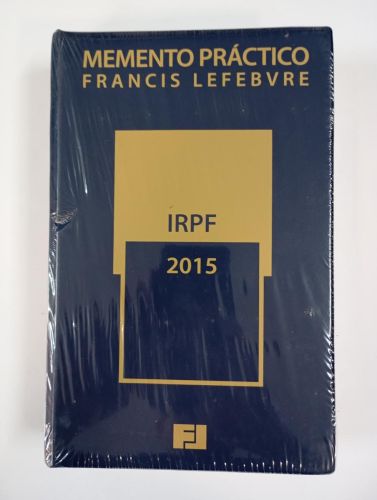 MEMENTO PRÁCTICO
FRANCIS LEFEBVRE
IRPF
2015